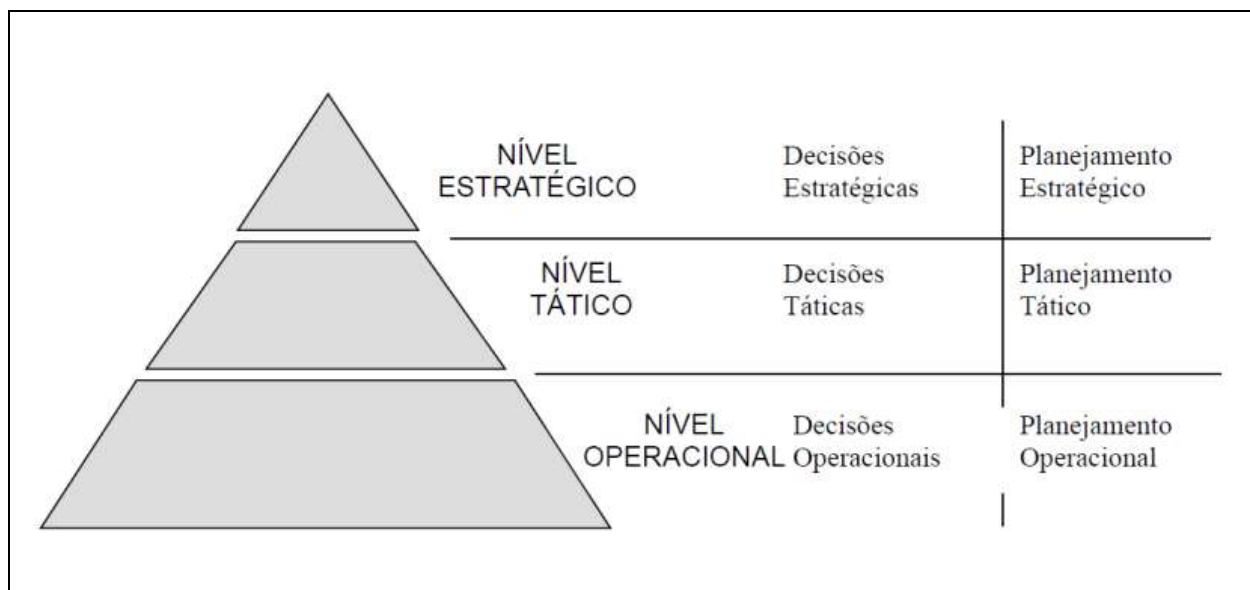 NÍVEL
ESTRATÉGICO
Decisões
Estratégicas
Planejamento
Estratégico
NÍVEL
TÁTICO
Decisões
Táticas
Planejamento
Tático
NÍVEL
OPERACIONAL
Decisões
Operacionais
Planejamento
Operacional